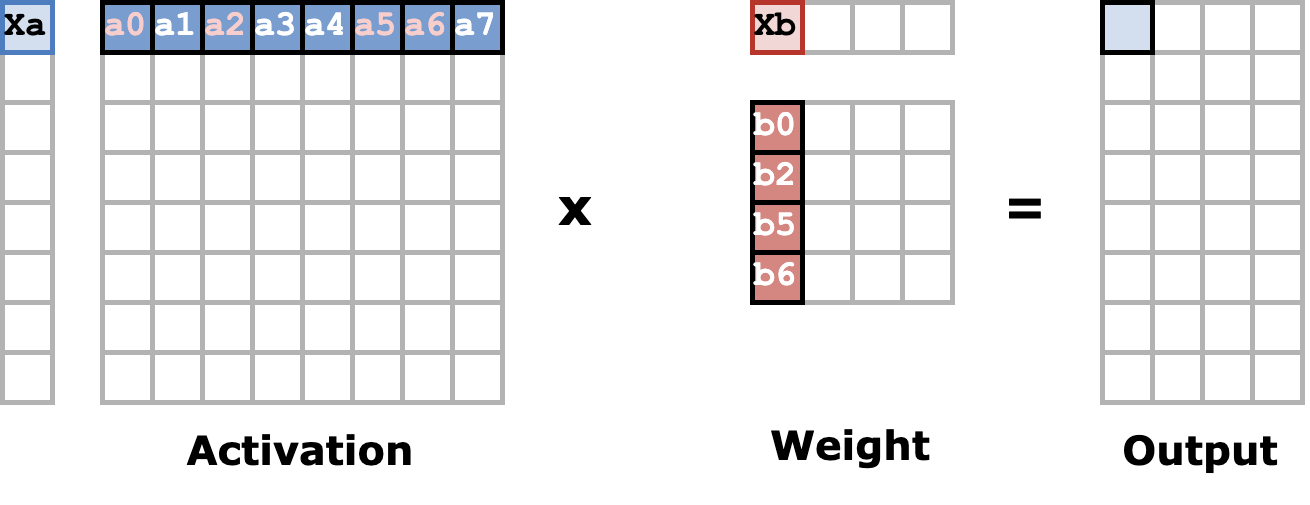 Xa a0 a1 a2 a3 a4 a5 a6 a7 Xb
b0
b2
x =
b5
b6
Activation Weight Output